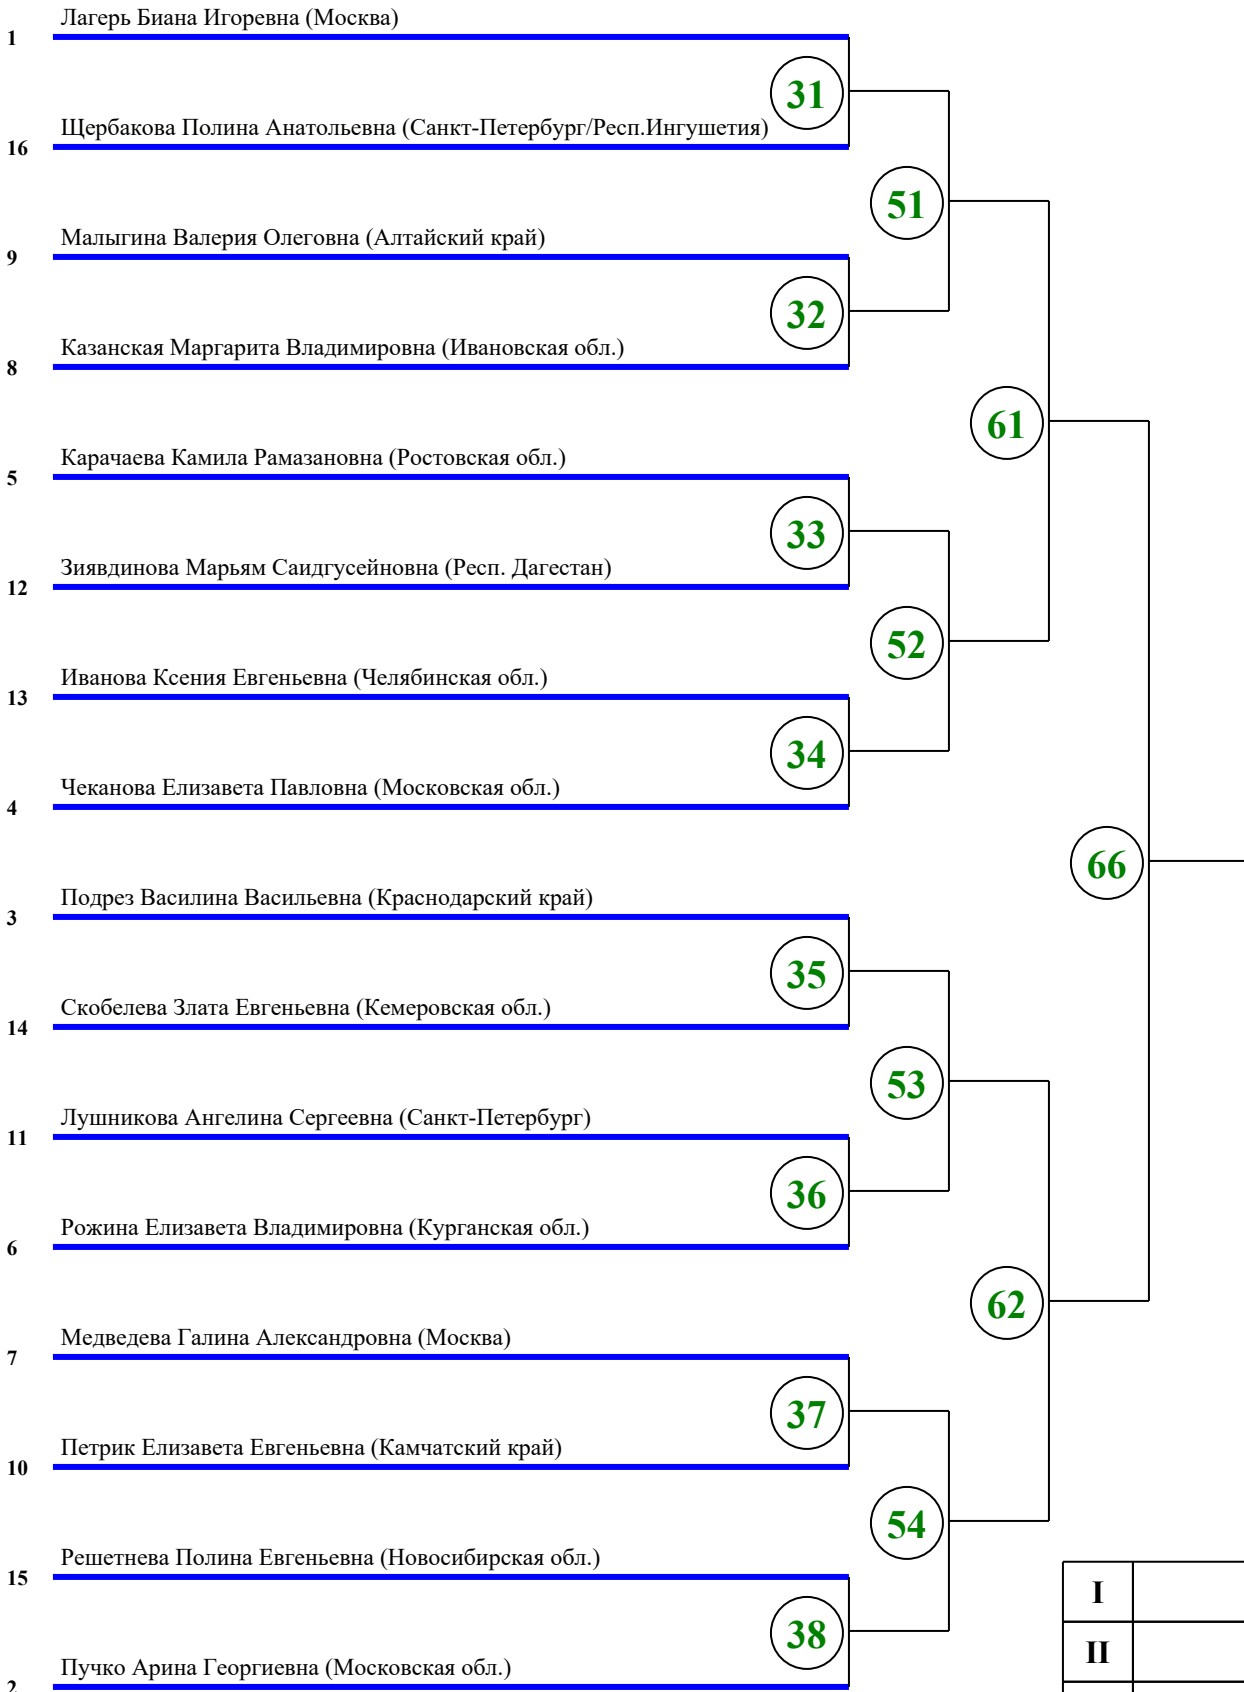 Лагерь Биана Игоревна (Москва)
1
31
Щербакова Полина Анатольевна (Санкт-Петербург/Респ.Ингушетия)
16
51
Малыгина Валерия Олеговна (Алтайский край)
9
32
Казанская Маргарита Владимировна (Ивановская обл.)
8
61
Карачаева Камила Рамазановна (Ростовская обл.)
5
33
Зиявдинова Марьям Саидгусейновна (Респ. Дагестан)
12
52
Иванова Ксения Евгеньевна (Челябинская обл.)
13
34
Чеканова Елизавета Павловна (Московская обл.)
4
66
Подрез Василина Васильевна (Краснодарский край)
3
35
Скобелева Злата Евгеньевна (Кемеровская обл.)
14
53
Лушникова Ангелина Сергеевна (Санкт-Петербург)
11
36
Рожина Елизавета Владимировна (Курганская обл.)
6
62
Медведева Галина Александровна (Москва)
7
37
Петрик Елизавета Евгеньевна (Камчатский край)
10
54
Решетнева Полина Евгеньевна (Новосибирская обл.)
15
I
38
II
Пучко Арина Георгиевна (Московская обл.)
2